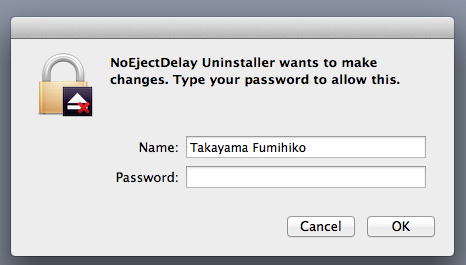 NoEjectDelay Uninstaller wants to make
changes. Type your password to allow this.
Name: Takayama Fumihiko
Password:
Cancel OK